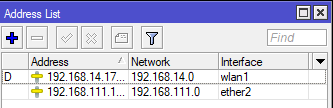 Address List
Find
Address Network Interface
D 192.168.14.17... 192.168.14.0 wlan1
192.168.111.1... 192.168.111.0 ether2